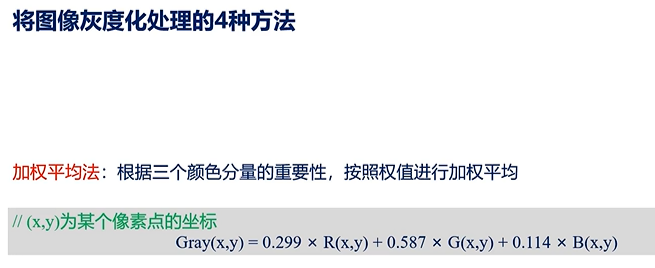 将图像灰度化处理的4种方法
加权平均法：根据三个颜色分量的重要性，按照权值进行加权平均
// (x,y)为某个像素点的坐标
Gray(x,y) = 0.299 × R(x,y) + 0.587 × G(x,y) + 0.114 × B(x,y)